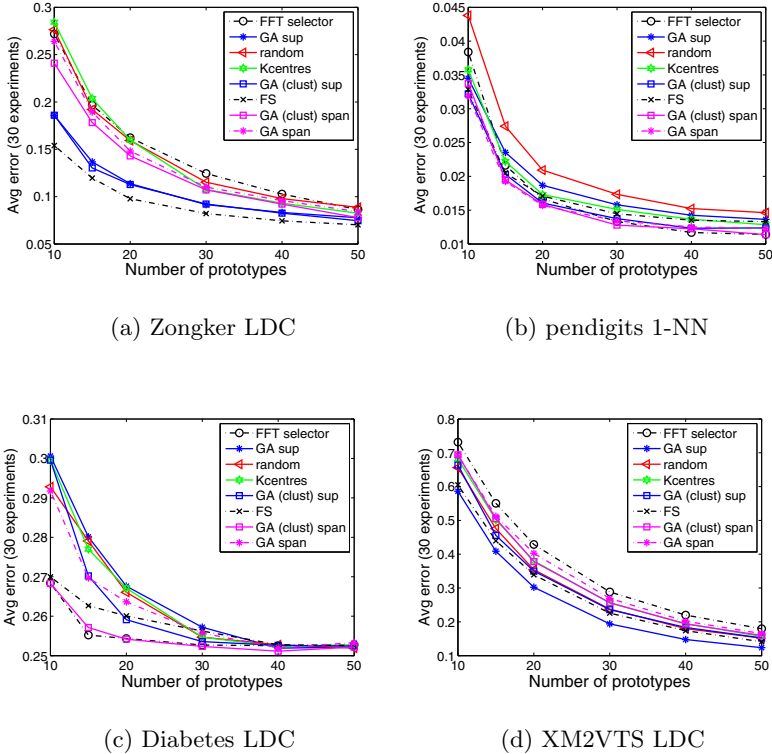 0.3
0.25
0.2
0.15
0.1
0.05
Avg error (30 experiments)
10 20 30 40 50
Number of prototypes
FFT selector
GA sup
random
Kcentres
GA (clust) sup
FS
GA (clust) span
GA span
(a) Zongker LDC
0.045
0.04
0.035
0.03
0.025
0.02
0.015
0.01
Avg error (30 experiments)
10 20 30 40 50
Number of prototypes
FFT selector
GA sup
random
Kcentres
GA (clust) sup
FS
GA (clust) span
GA span
(b) pendigits 1-NN
0.31
0.3
0.29
0.28
0.27
0.26
0.25
Avg error (30 experiments)
10 20 30 40 50
Number of prototypes
FFT selector
GA sup
random
Kcentres
GA (clust) sup
FS
GA (clust) span
GA span
(c) Diabetes LDC
0.8
0.7
0.6
0.5
0.4
0.3
0.2
0.1
Avg error (30 experiments)
10 20 30 40 50
Number of prototypes
FFT selector
GA sup
random
Kcentres
GA (clust) sup
FS
GA (clust) span
GA span
(d) XM2VTS LDC